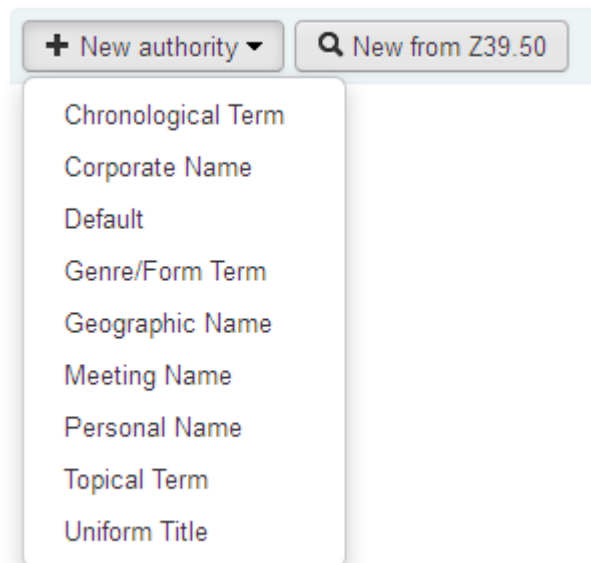 New authority
New from Z39.50
Chronological Term
Corporate Name
Default
Genre/Form Term
Geographic Name
Meeting Name
Personal Name
Topical Term
Uniform Title